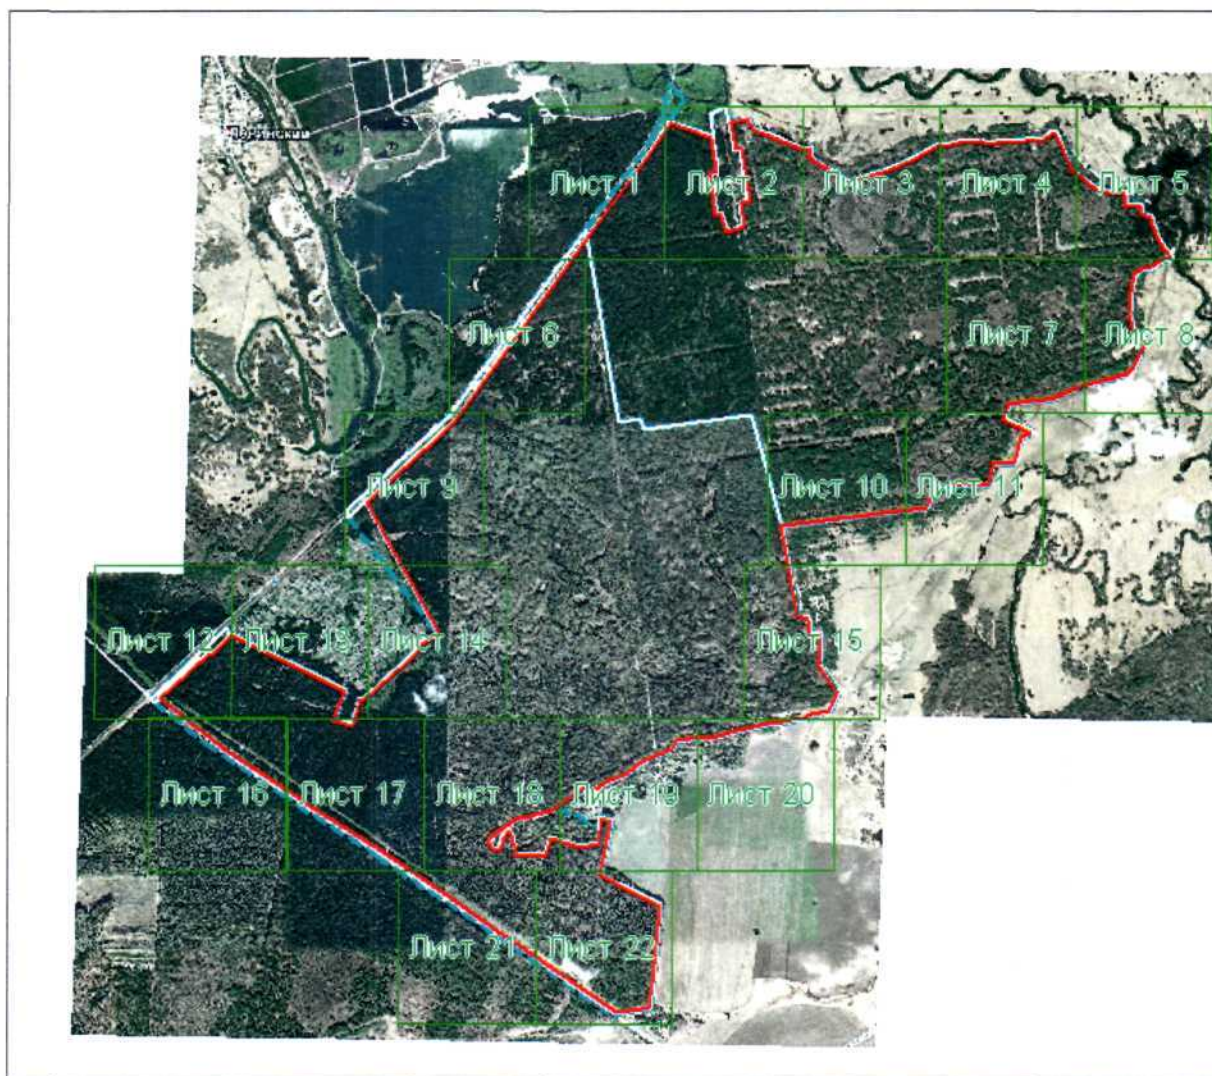 Ленинский
Лист 1
Лист 2
Лист 3
Лист 4
Лист 5
Лист 6
Лист 7
Лист 8
Лист 9
Лист 10
Лист 11
Лист 12
Лист 13
Лист 14
Лист 15
Лист 16
Лист 17
Лист 18
Лист 19
Лист 20
Лист 21
Лист 22